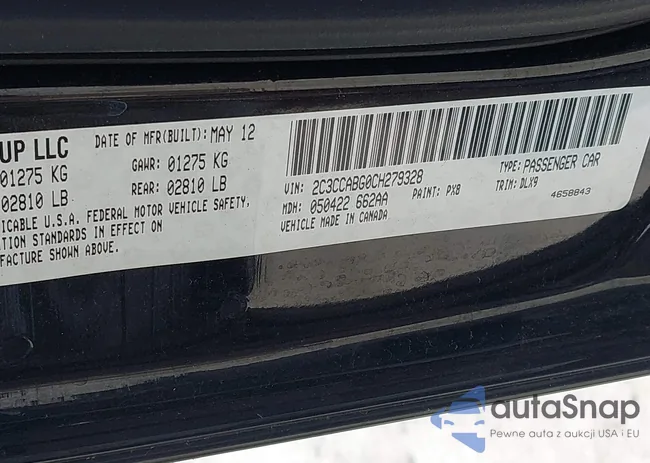 UP LLC
DATE OF MFR(BUILT): MAY 12
01275 KG
GAWR: 01275 KG
02810 LB
REAR: 02810 LB
ICABLE U.S.A. FEDERAL MOTOR VEHICLE SAFETY,
STANDARDS IN EFFECT ON
FACTURE SHOWN ABOVE.
VIN: 2C3CCABG0CH279328
TYPE: PASSENGER CAR
MDH: 050422 662AA
PAINT: PX8
TRIM: DLX9
VEHICLE MADE IN CANADA
4658843
autaSnap
Pewne auta z aukcji USA i EU